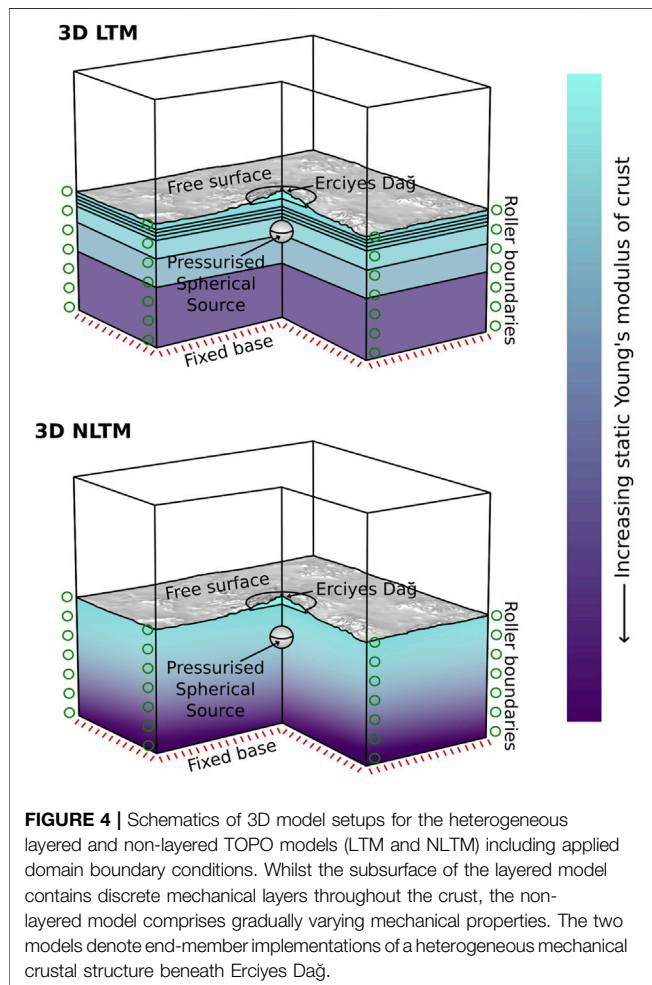 3D LTM
Free surface
Erciyes Dağ
Pressurised
Spherical
Source
Fixed base
Roller boundaries
3D NLTM
Free surface
Erciyes Dağ
Pressurised
Spherical
Source
Fixed base
Roller boundaries
Increasing static Young's modulus of crust
FIGURE 4 | Schematics of 3D model setups for the heterogeneous
layered and non-layered TOPO models (LTM and NLTM) including applied
domain boundary conditions. Whilst the subsurface of the layered model
contains discrete mechanical layers throughout the crust, the non-
layered model comprises gradually varying mechanical properties. The two
models denote end-member implementations of a heterogeneous mechanical
crustal structure beneath Erciyes Dağ.